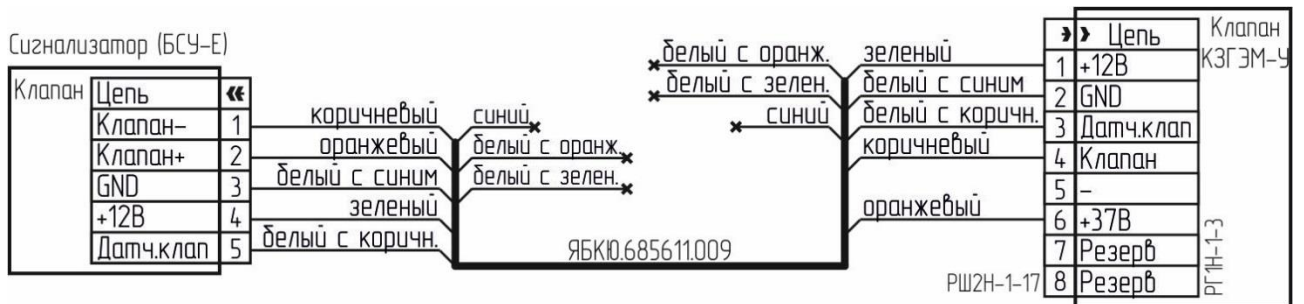 Сигнализатор (БСУ-Е)
Клапан
Цепь
Клапан- 1
Клапан+ 2
GND 3
+12В 4
Датч.клап 5
коричневый
оранжевый
белый с синим
зеленый
белый с коричн.
синий
белый с оранж.
белый с зелен.
ЯБКЮ.685611.009
белый с оранж.
белый с зелен.
синий
зеленый
белый с синим
белый с коричн.
коричневый
оранжевый
РШ2Н-1-17
Цепь
1 +12В
2 GND
3 Датч.клап
4 Клапан
5 -
6 +37В
7 Резерв
8 Резерв
Клапан
КЗГЭМ-У
РГ1Н-1-3